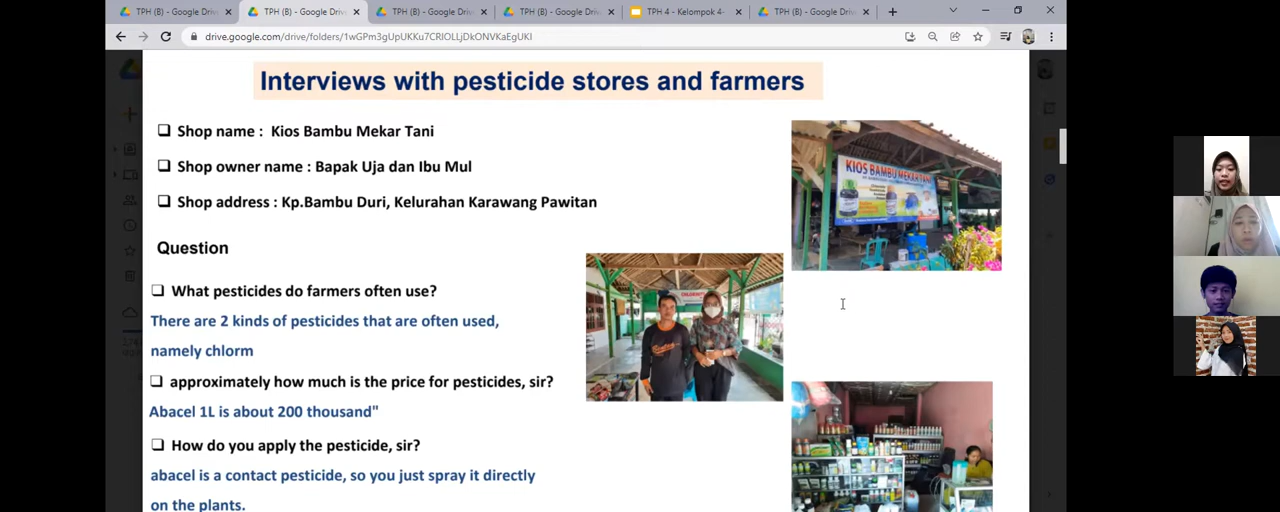 TPH (B) - Google Drive
TPH (B) - Google Drive
TPH (B) - Google Drive
TPH (B) - Google Drive
TPH 4 - Kelompok 4-
TPH (B) - Google Drive
drive.google.com/drive/folders/1wGPm3gUpUKKu7CRIOLLjDkONVKaEgUKI
Interviews with pesticide stores and farmers
Shop name : Kios Bambu Mekar Tani
Shop owner name : Bapak Uja dan Ibu Mul
Shop address : Kp.Bambu Duri, Kelurahan Karawang Pawitan
KIOS BAMBU MEKAR TANI
Question
What pesticides do farmers often use?
There are 2 kinds of pesticides that are often used,
namely chlorm
approximately how much is the price for pesticides, sir?
Abacel 1L is about 200 thousand"
How do you apply the pesticide, sir?
abacel is a contact pesticide, so you just spray it directly
on the plants.